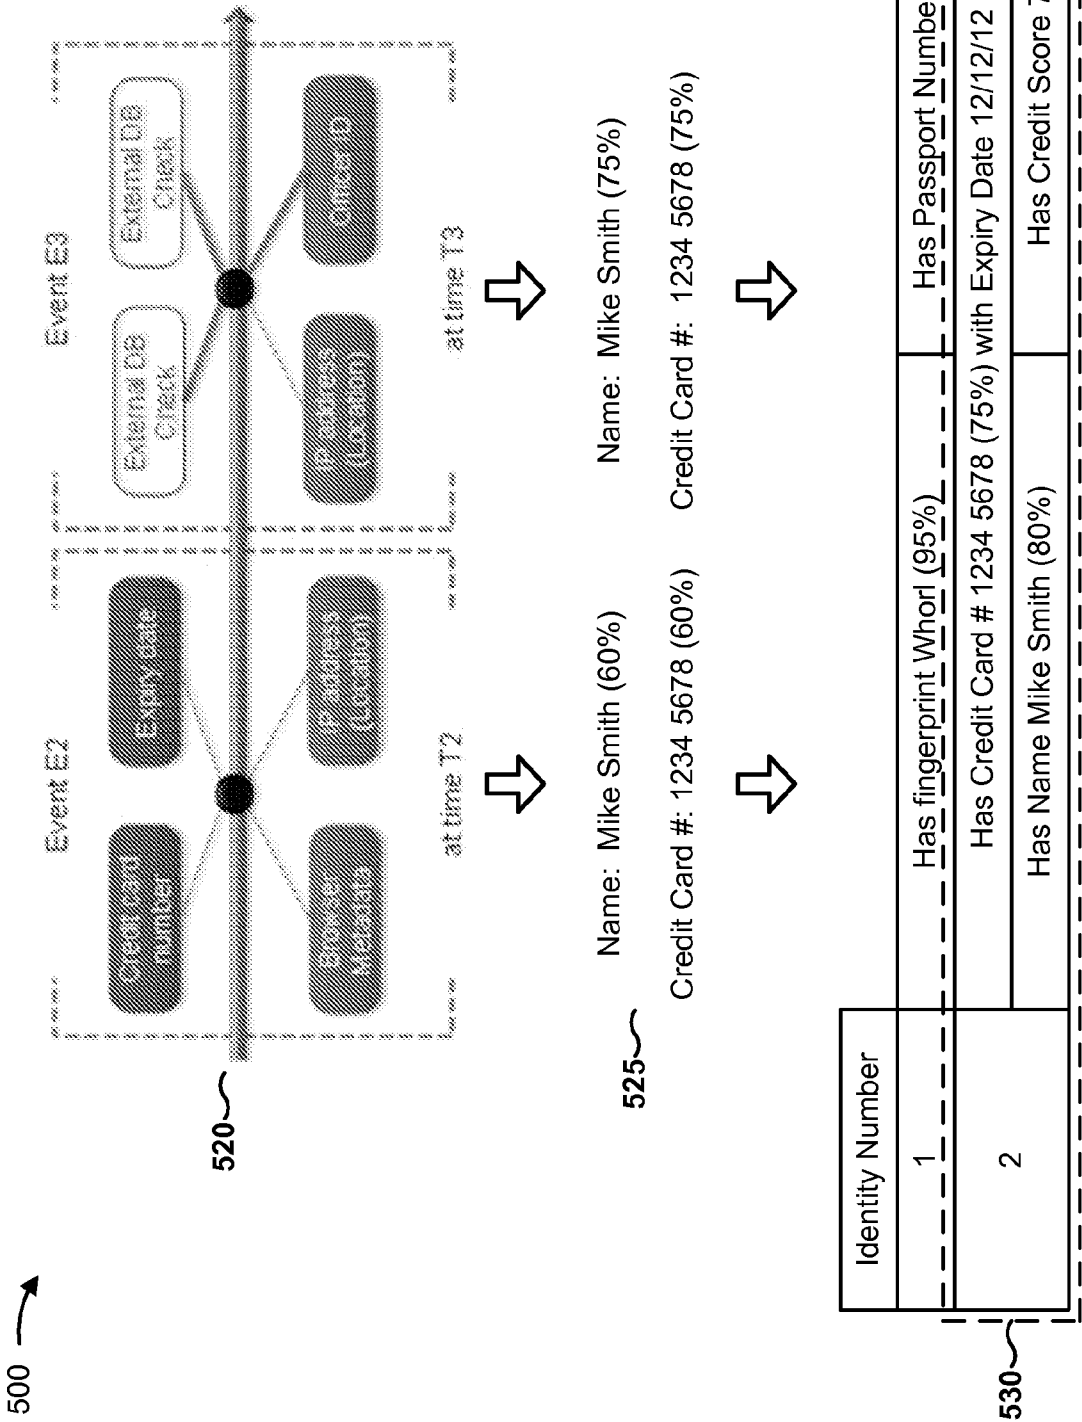 500
520
Event E2
Credit card
number
Expiry date
Browser
Metadata
IP address
(Location)
at time T2
Event E3
External DB
Check
External DB
Check
IP address
(Location)
at time T3
525
Name: Mike Smith (60%)
Credit Card #: 1234 5678 (60%)
Name: Mike Smith (75%)
Credit Card #: 1234 5678 (75%)
530
Identity Number
1
Has fingerprint Whorl (95%)
Has Passport Numbe
2
Has Credit Card # 1234 5678 (75%) with Expiry Date 12/12/12
Has Name Mike Smith (80%)
Has Credit Score 7